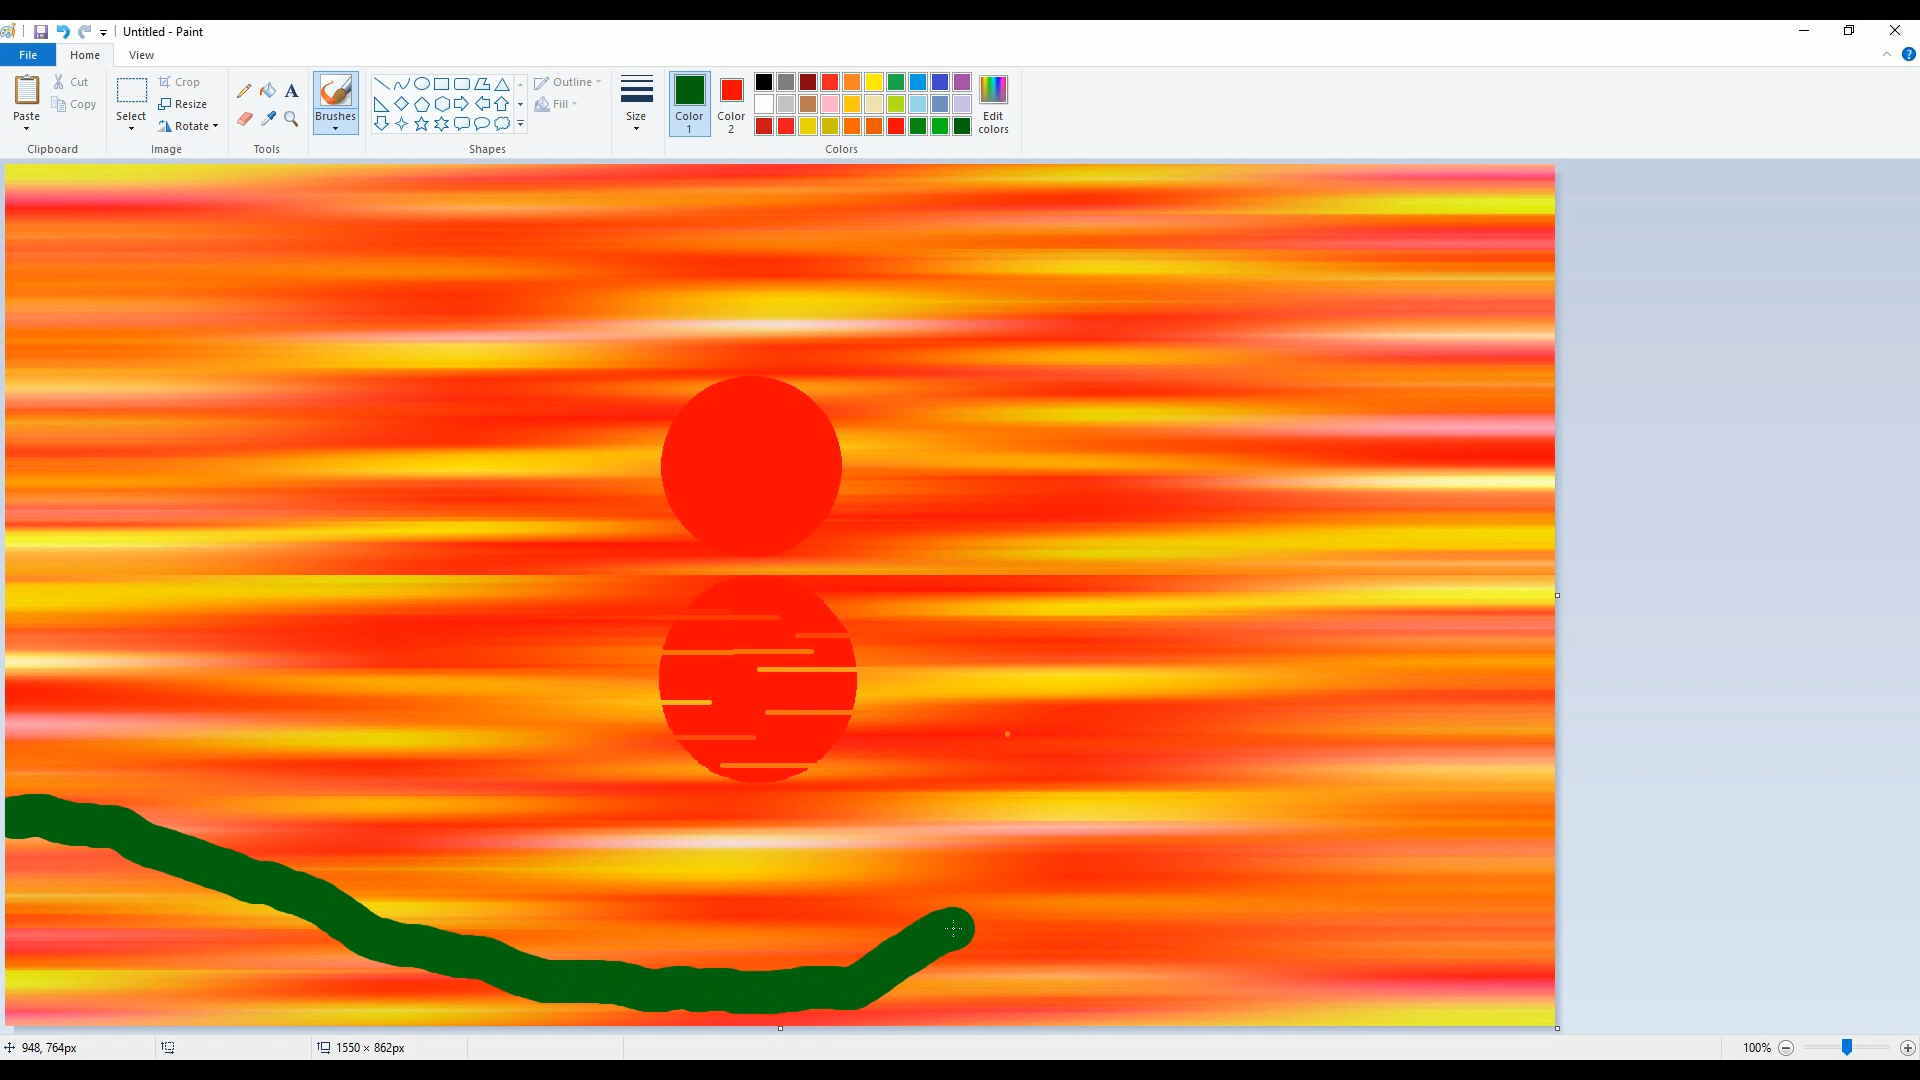 Untitled - Paint
File Home View
Paste Cut Copy Clipboard
Select Crop Resize Rotate Image
Tools
Brushes
Outline Fill Shapes
Size
Color 1 Color 2 Edit colors Colors
948, 764px 1550 × 862px 100%